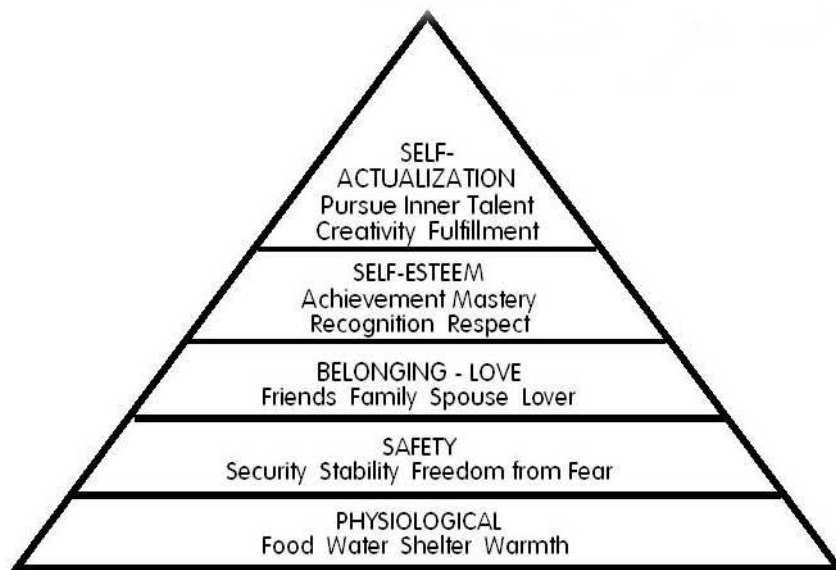 SELF-
ACTUALIZATION
Pursue Inner Talent
Creativity Fulfillment
SELF-ESTEEM
Achievement Mastery
Recognition Respect
BELONGING - LOVE
Friends Family Spouse Lover
SAFETY
Security Stability Freedom from Fear
PHYSIOLOGICAL
Food Water Shelter Warmth